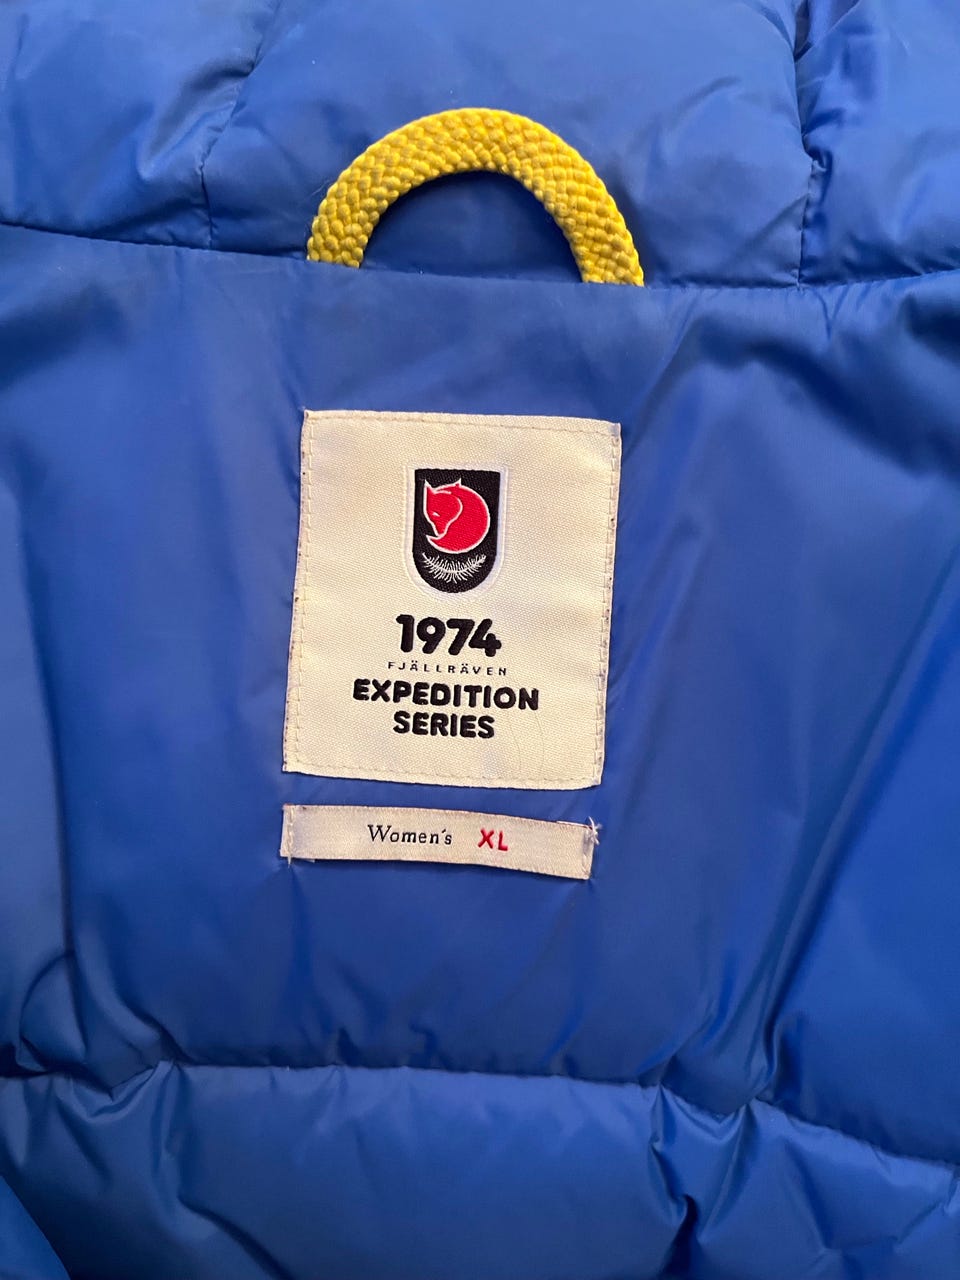 1974
FJÄLLRÄVEN
EXPEDITION
SERIES
Women's XL